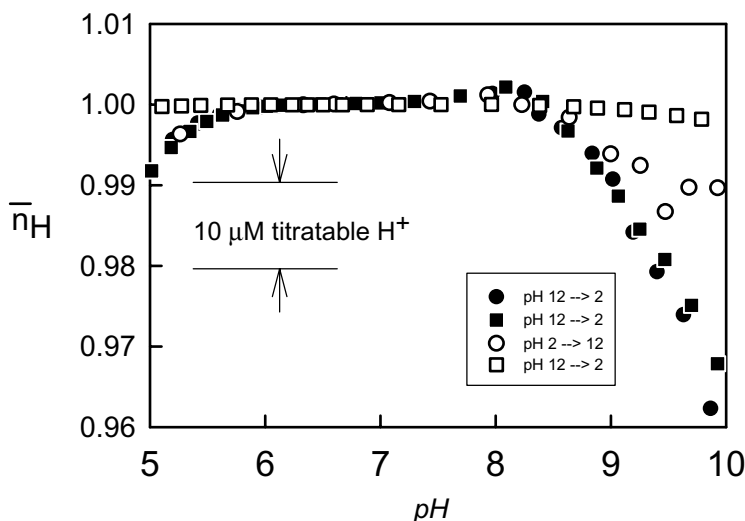 1.01
1.00
0.99
0.98
0.97
0.96
n̅H
10 μM titratable H⁺
pH 12 --> 2
pH 12 --> 2
pH 2 --> 12
pH 12 --> 2
5 6 7 8 9 10
pH